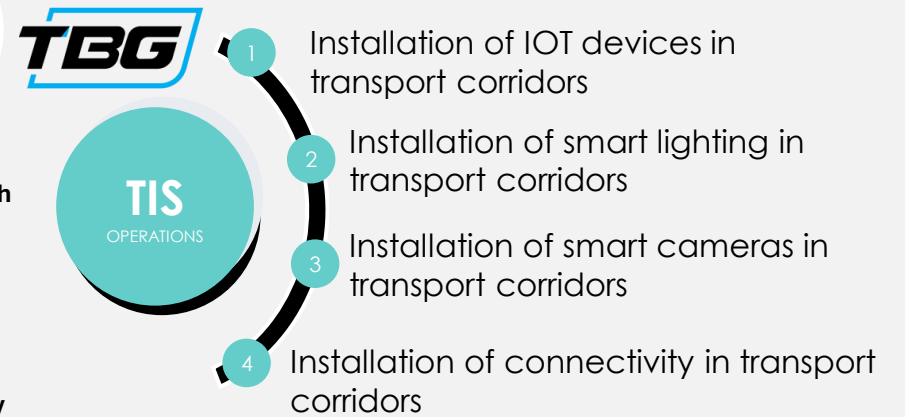 TBG
1
Installation of IOT devices in
transport corridors
2
Installation of smart lighting in
transport corridors
h
TIS
OPERATIONS
3
Installation of smart cameras in
transport corridors
4
Installation of connectivity in transport
corridors